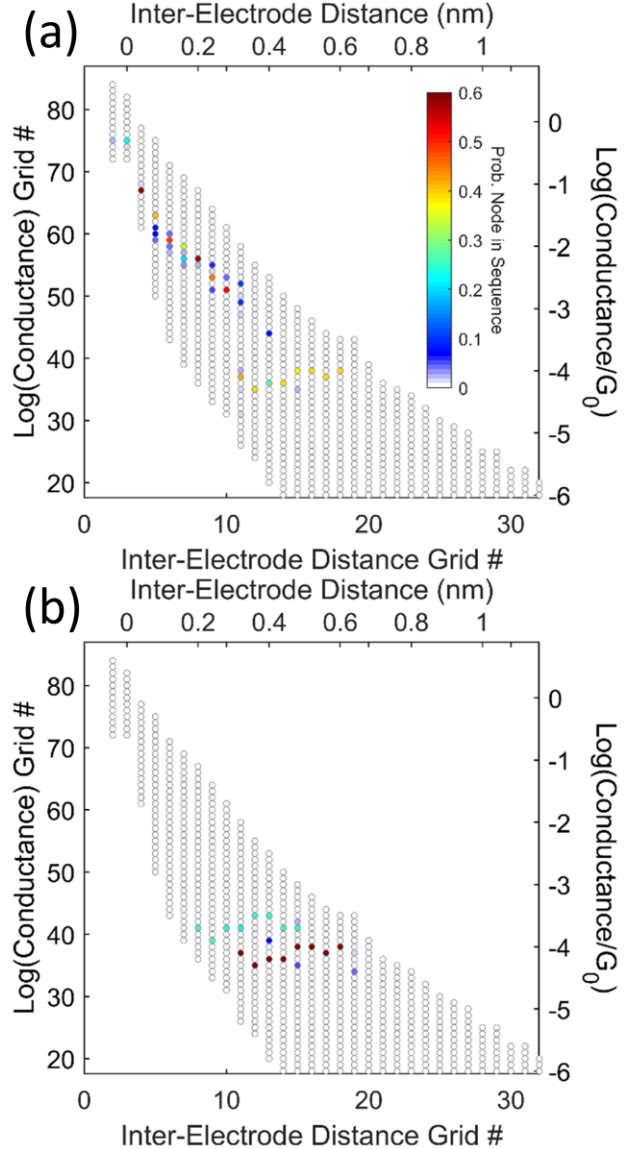 (a)
Inter-Electrode Distance (nm)
0 0.2 0.4 0.6 0.8 1
Log(Conductance) Grid #
80
70
60
50
40
30
20
0.6
0.5
0.4
0.3
0.2
0.1
0
Prob. Node in Sequence
0
-1
-2
-3
-4
-5
-6
Log(Conductance/G0)
0 10 20 30
Inter-Electrode Distance Grid #
(b)
Inter-Electrode Distance (nm)
0 0.2 0.4 0.6 0.8 1
Log(Conductance) Grid #
80
70
60
50
40
30
20
0
-1
-2
-3
-4
-5
-6
Log(Conductance/G0)
0 10 20 30
Inter-Electrode Distance Grid #